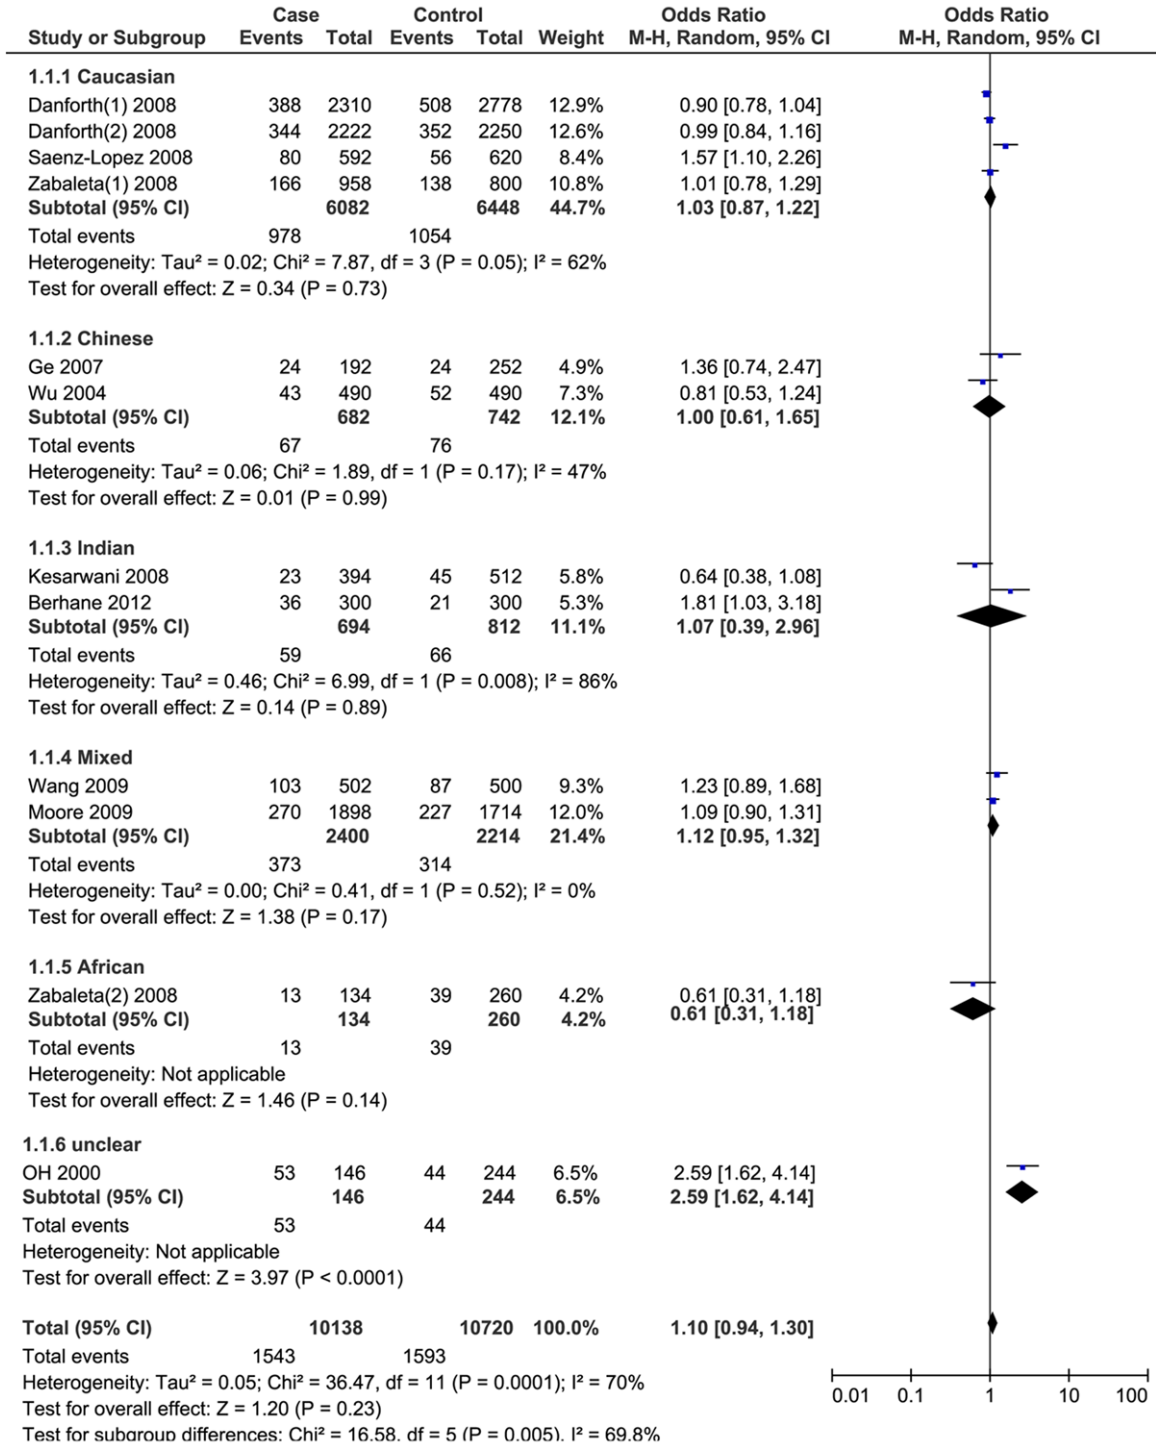 Case Control Odds Ratio Odds Ratio
Study or Subgroup Events Total Events Total Weight M-H, Random, 95% CI M-H, Random, 95% CI
1.1.1 Caucasian
Danforth(1) 2008 388 2310 508 2778 12.9% 0.90 [0.78, 1.04]
Danforth(2) 2008 344 2222 352 2250 12.6% 0.99 [0.84, 1.16]
Saenz-Lopez 2008 80 592 56 620 8.4% 1.57 [1.10, 2.26]
Zabaleta(1) 2008 166 958 138 800 10.8% 1.01 [0.78, 1.29]
Subtotal (95% CI) 6082 6448 44.7% 1.03 [0.87, 1.22]
Total events 978 1054
Heterogeneity: Tau² = 0.02; Chi² = 7.87, df = 3 (P = 0.05); I² = 62%
Test for overall effect: Z = 0.34 (P = 0.73)
1.1.2 Chinese
Ge 2007 24 192 24 252 4.9% 1.36 [0.74, 2.47]
Wu 2004 43 490 52 490 7.3% 0.81 [0.53, 1.24]
Subtotal (95% CI) 682 742 12.1% 1.00 [0.61, 1.65]
Total events 67 76
Heterogeneity: Tau² = 0.06; Chi² = 1.89, df = 1 (P = 0.17); I² = 47%
Test for overall effect: Z = 0.01 (P = 0.99)
1.1.3 Indian
Kesarwani 2008 23 394 45 512 5.8% 0.64 [0.38, 1.08]
Berhane 2012 36 300 21 300 5.3% 1.81 [1.03, 3.18]
Subtotal (95% CI) 694 812 11.1% 1.07 [0.39, 2.96]
Total events 59 66
Heterogeneity: Tau² = 0.46; Chi² = 6.99, df = 1 (P = 0.008); I² = 86%
Test for overall effect: Z = 0.14 (P = 0.89)
1.1.4 Mixed
Wang 2009 103 502 87 500 9.3% 1.23 [0.89, 1.68]
Moore 2009 270 1898 227 1714 12.0% 1.09 [0.90, 1.31]
Subtotal (95% CI) 2400 2214 21.4% 1.12 [0.95, 1.32]
Total events 373 314
Heterogeneity: Tau² = 0.00; Chi² = 0.41, df = 1 (P = 0.52); I² = 0%
Test for overall effect: Z = 1.38 (P = 0.17)
1.1.5 African
Zabaleta(2) 2008 13 134 39 260 4.2% 0.61 [0.31, 1.18]
Subtotal (95% CI) 134 260 4.2% 0.61 [0.31, 1.18]
Total events 13 39
Heterogeneity: Not applicable
Test for overall effect: Z = 1.46 (P = 0.14)
1.1.6 unclear
OH 2000 53 146 44 244 6.5% 2.59 [1.62, 4.14]
Subtotal (95% CI) 146 244 6.5% 2.59 [1.62, 4.14]
Total events 53 44
Heterogeneity: Not applicable
Test for overall effect: Z = 3.97 (P < 0.0001)
Total (95% CI) 10138 10720 100.0% 1.10 [0.94, 1.30]
Total events 1543 1593
Heterogeneity: Tau² = 0.05; Chi² = 36.47, df = 11 (P = 0.0001); I² = 70%
Test for overall effect: Z = 1.20 (P = 0.23)
Test for subgroup differences: Chi² = 16.58, df = 5 (P = 0.005), I² = 69.8%
0.01 0.1 1 10 100